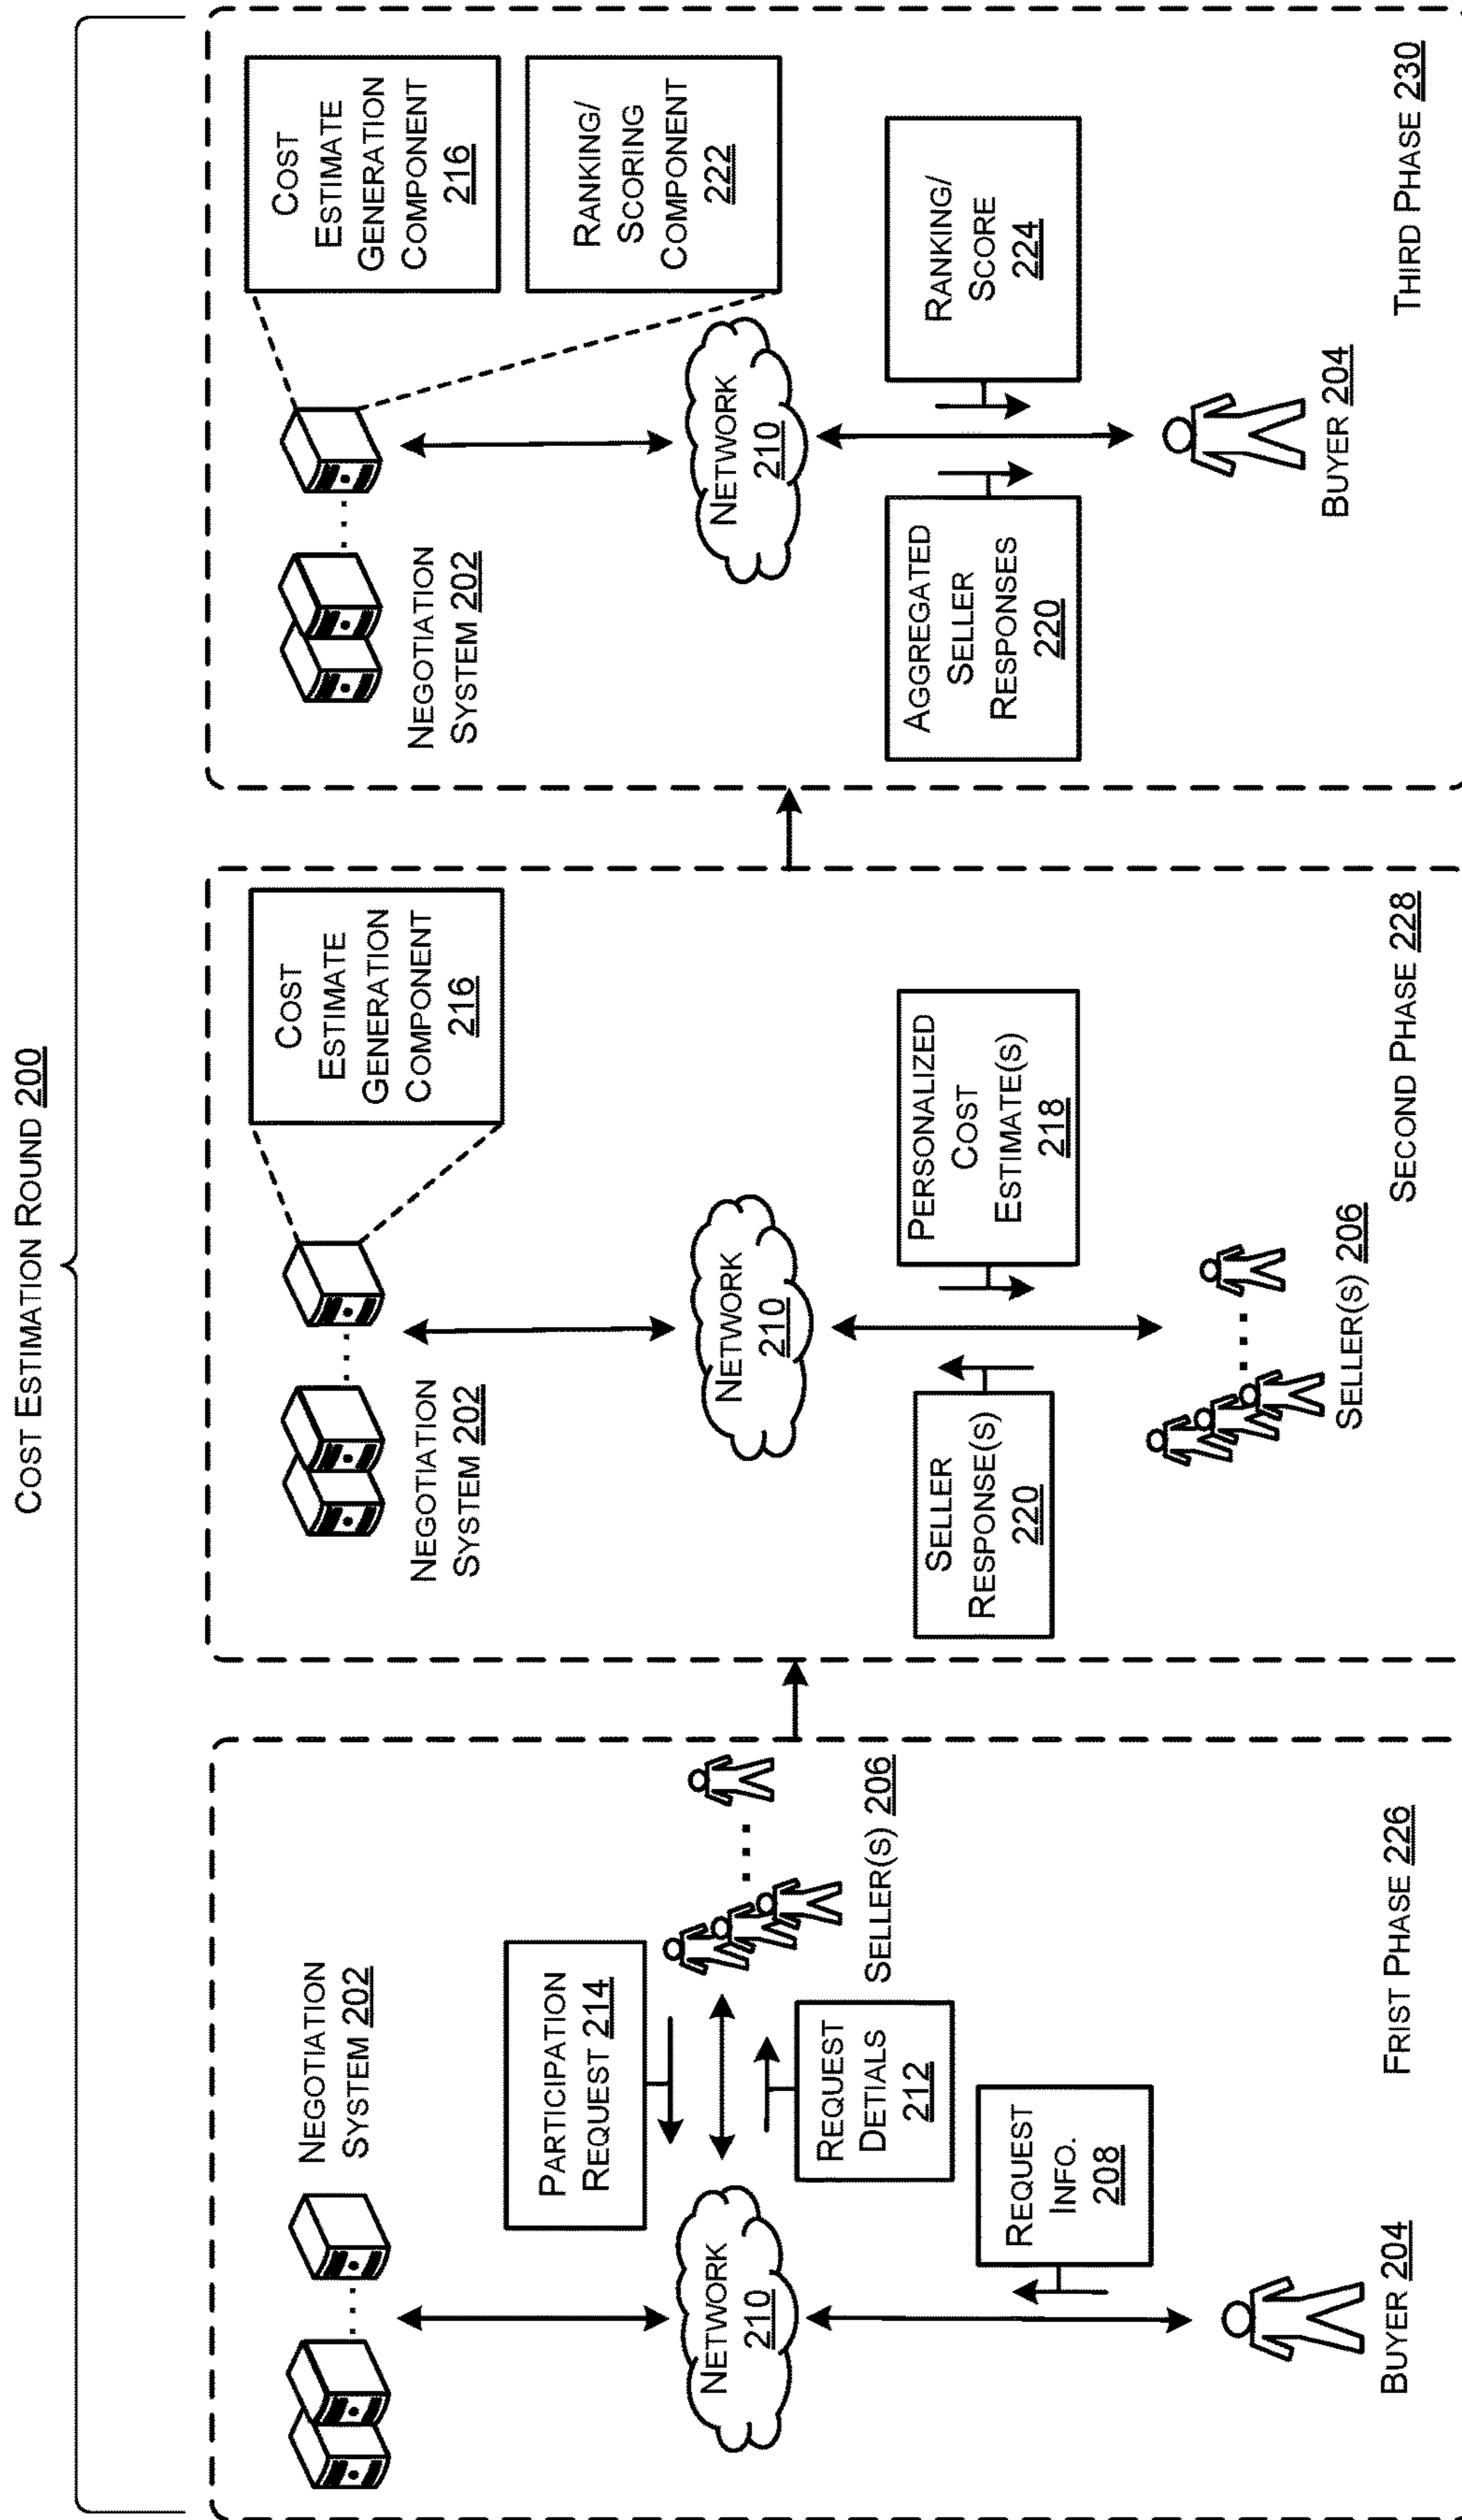 COST ESTIMATION ROUND 200
NEGOTIATION
SYSTEM 202
PARTICIPATION
REQUEST 214
NETWORK
210
SELLER(S) 206
REQUEST
DETIALS
212
REQUEST
INFO.
208
BUYER 204
FRIST PHASE 226
COST
ESTIMATE
GENERATION
COMPONENT
216
NEGOTIATION
SYSTEM 202
NETWORK
210
SELLER
RESPONSE(S)
220
PERSONALIZED
COST
ESTIMATE(S)
218
SELLER(S) 206
SECOND PHASE 228
COST
ESTIMATE
GENERATION
COMPONENT
216
NEGOTIATION
SYSTEM 202
RANKING/
SCORING
COMPONENT
222
NETWORK
210
AGGREGATED
SELLER
RESPONSES
220
RANKING/
SCORE
224
BUYER 204
THIRD PHASE 230